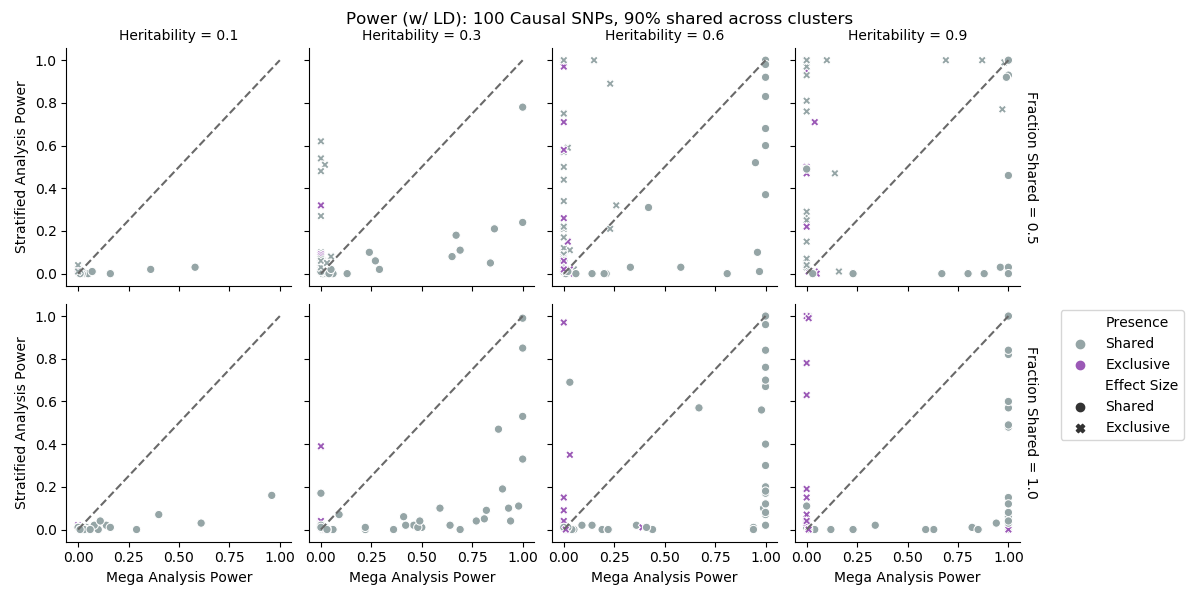 Power (w/ LD): 100 Causal SNPs, 90% shared across clusters
Heritability = 0.1
Heritability = 0.3
Heritability = 0.6
Heritability = 0.9
Stratified Analysis Power
1.0
0.8
0.6
0.4
0.2
0.0
Fraction Shared = 0.5
Stratified Analysis Power
1.0
0.8
0.6
0.4
0.2
0.0
Fraction Shared = 1.0
0.00 0.25 0.50 0.75 1.00
0.00 0.25 0.50 0.75 1.00
0.00 0.25 0.50 0.75 1.00
0.00 0.25 0.50 0.75 1.00
Mega Analysis Power
Mega Analysis Power
Mega Analysis Power
Mega Analysis Power
Presence
Shared
Exclusive
Effect Size
Shared
Exclusive